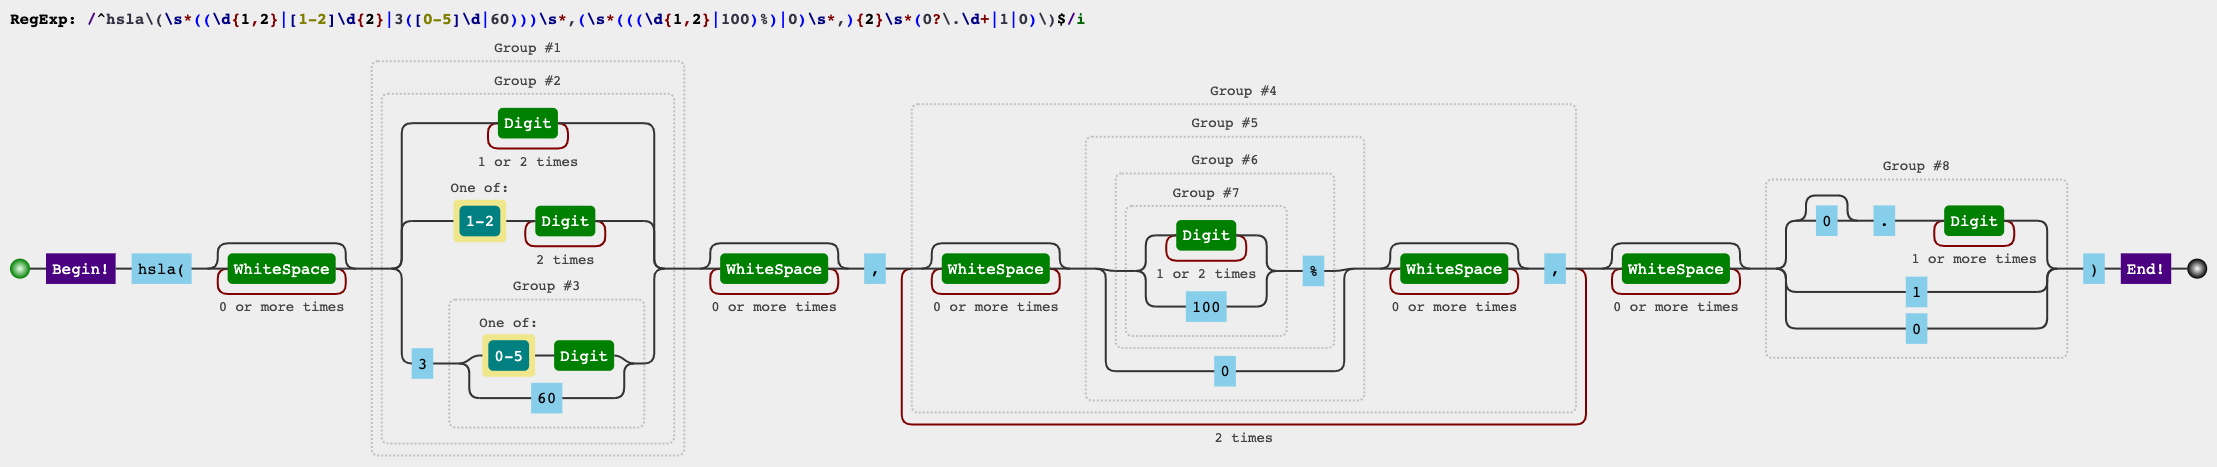 RegExp: /^hsla\(\s*((\d{1,2}|[1-2]\d{2}|3([0-5]\d|60)))\s*,(\s*(((\d{1,2}|100)%)|0)\s*,){2}\s*(0?\.\d+|1|0)\)$/i
Group #1
Group #2
Digit
1 or 2 times
One of:
1-2
Digit
2 times
Group #3
One of:
0-5
Digit
3
60
Begin!
hsla(
WhiteSpace
0 or more times
WhiteSpace
0 or more times
,
Group #4
Group #5
Group #6
Group #7
Digit
1 or 2 times
100
%
0
WhiteSpace
0 or more times
WhiteSpace
0 or more times
,
2 times
WhiteSpace
0 or more times
Group #8
0
.
Digit
1 or more times
1
0
)
End!